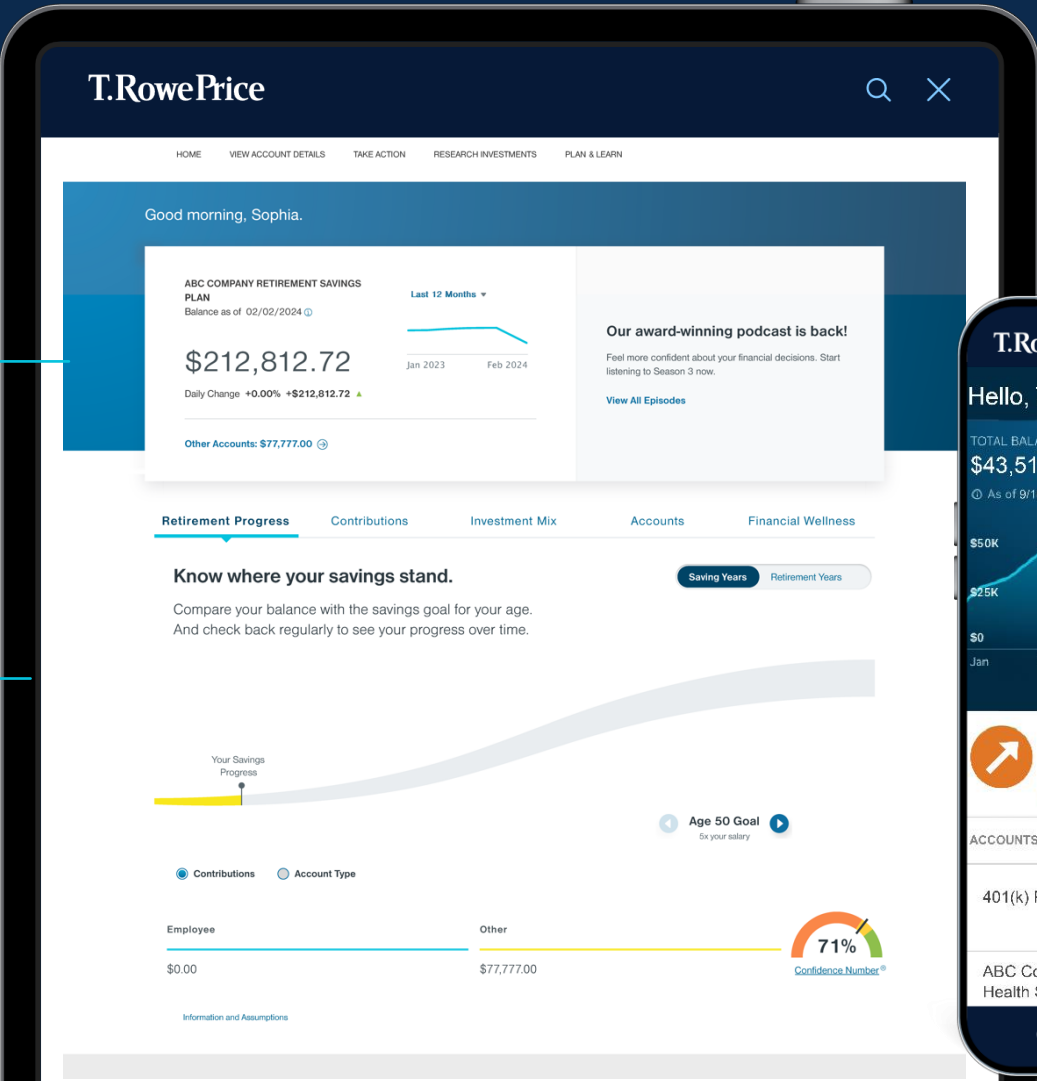 T.RowePrice
HOME VIEW ACCOUNT DETAILS TAKE ACTION RESEARCH INVESTMENTS PLAN & LEARN
Good morning, Sophia.
ABC COMPANY RETIREMENT SAVINGS
PLAN
Balance as of 02/02/2024
$212,812.72
Daily Change +0.00% +$212,812.72
Other Accounts: $77,777.00
Last 12 Months
Jan 2023 Feb 2024
Our award-winning podcast is back!
Feel more confident about your financial decisions. Start
listening to Season 3 now.
View All Episodes
Retirement Progress Contributions Investment Mix Accounts Financial Wellness
Know where your savings stand.
Saving Years Retirement Years
Compare your balance with the savings goal for your age.
And check back regularly to see your progress over time.
Your Savings
Progress
Age 50 Goal
5x your salary
Contributions Account Type
Employee Other
$0.00 $77,777.00
71%
Confidence Number
Information and Assumptions
T.Ro
Hello,
TOTAL BALA
$43,51
As of 9/1
$50K
$25K
$0
Jan
ACCOUNTS
401(k)
ABC Co
Health